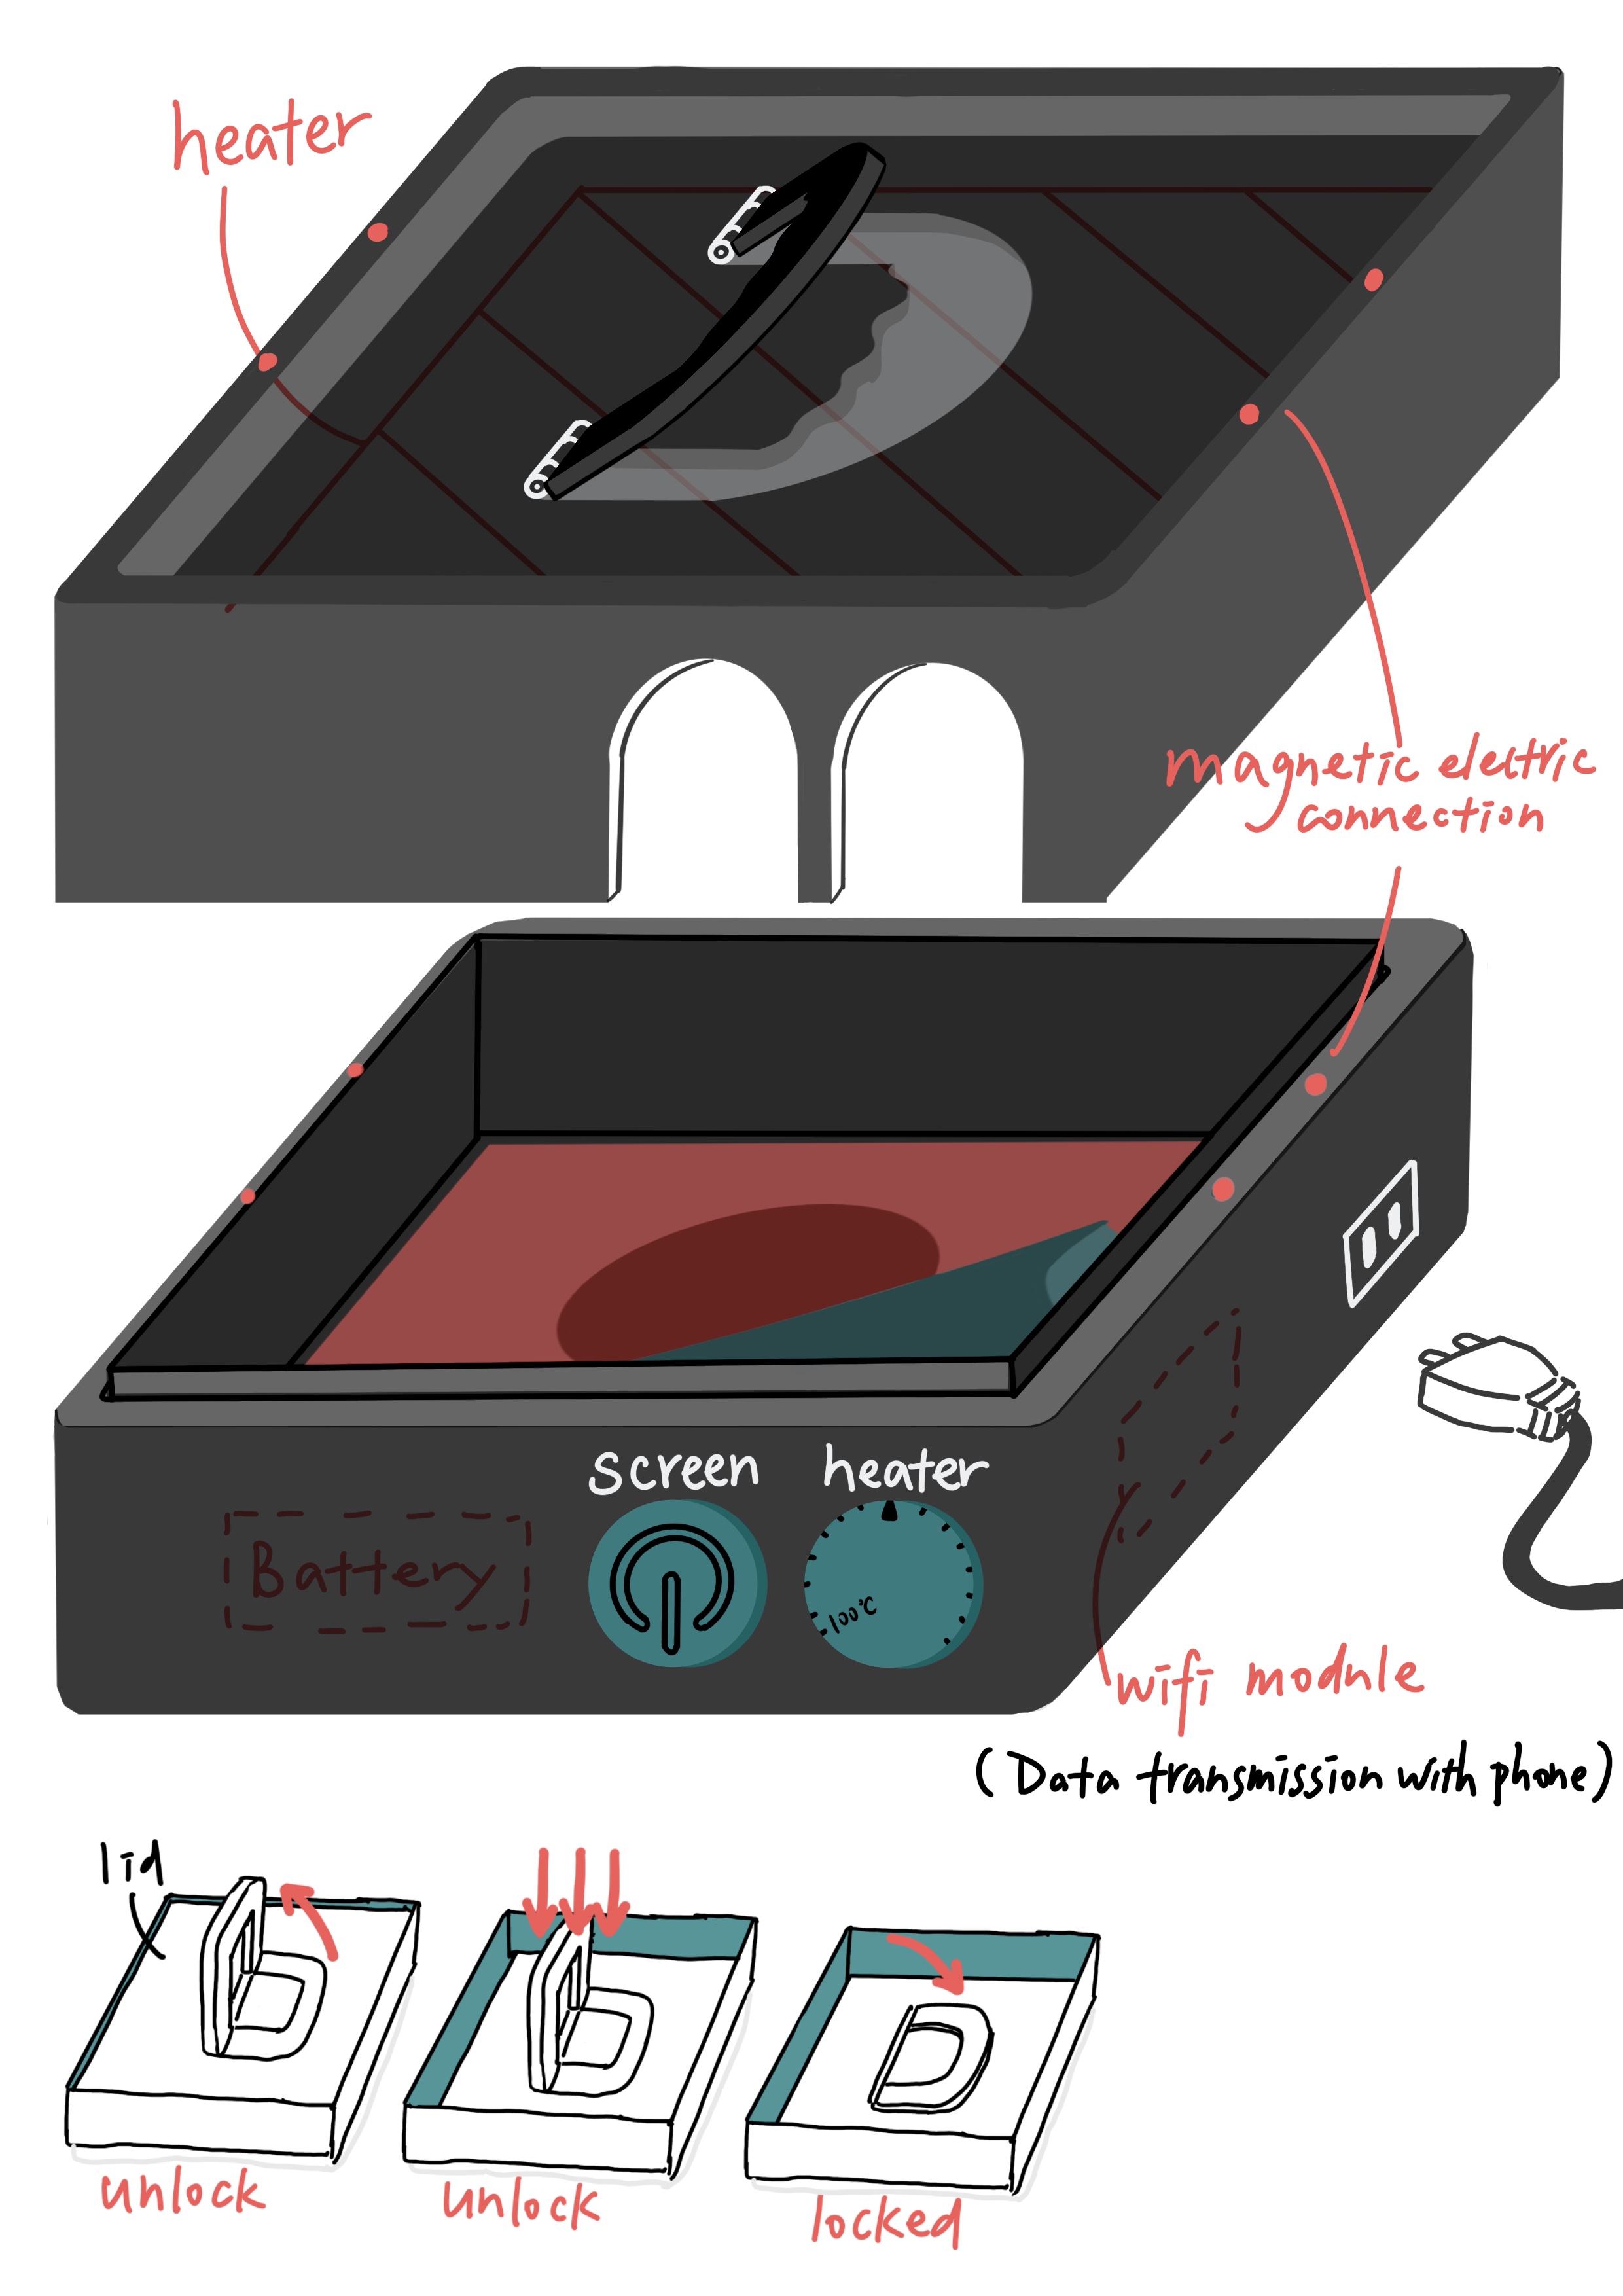 heater
magnetic electric
connection
screen heater
Battery
100°C
wifi module
(Data transmission with phone)
lid
unlock
unlock
locked